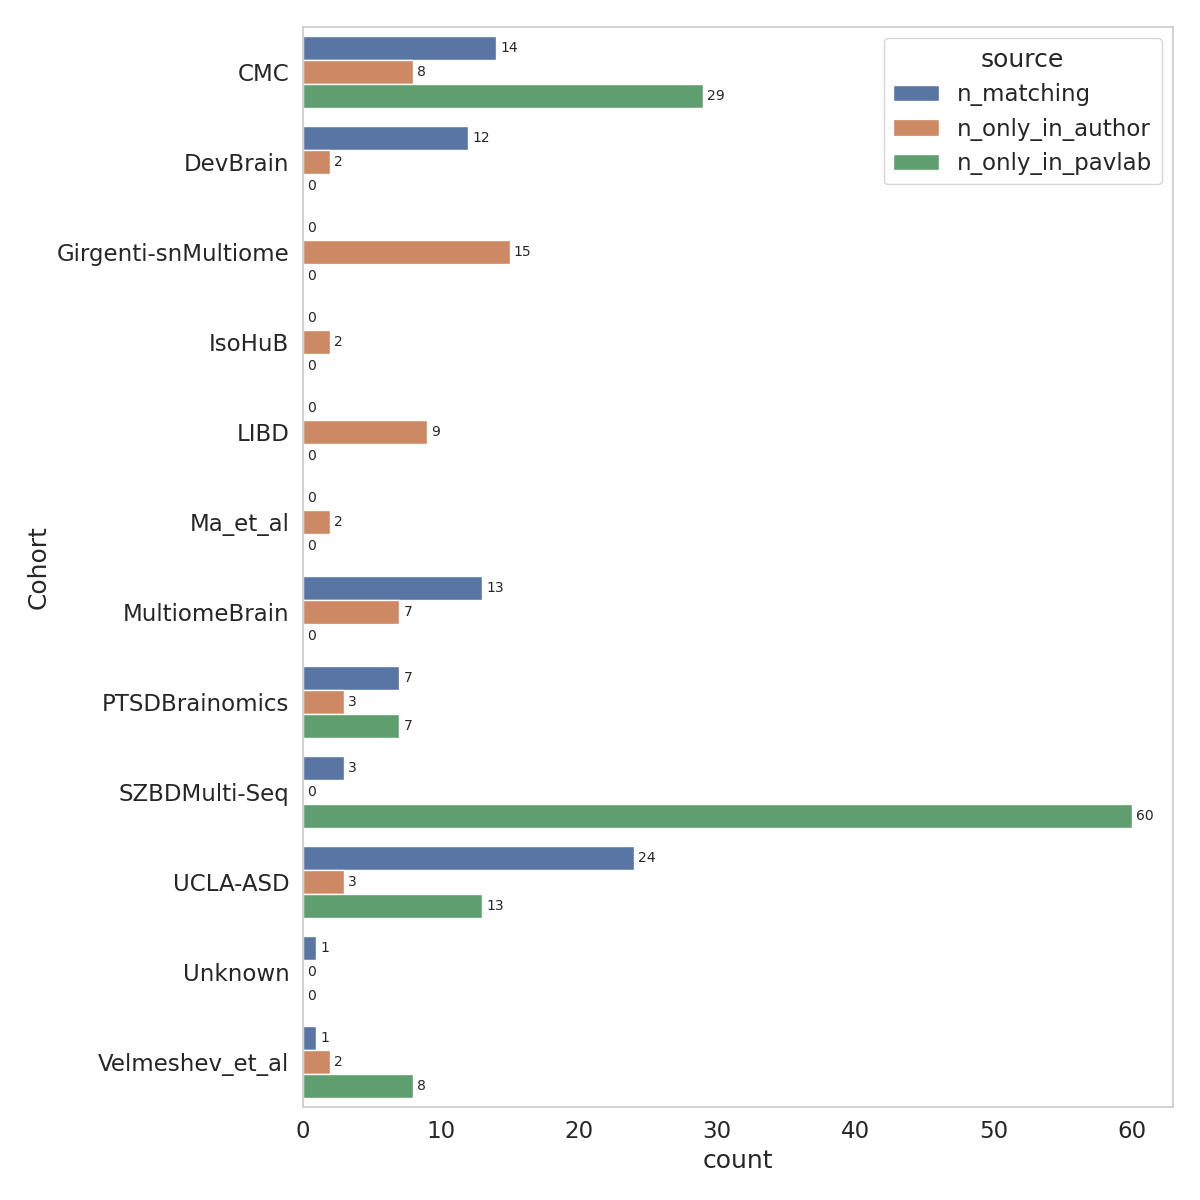 source
n_matching
n_only_in_author
n_only_in_pavlab
CMC
14
8
29
DevBrain
12
2
0
Girgenti-snMultiome
0
15
0
IsoHuB
0
2
0
LIBD
0
9
0
Ma_et_al
0
2
0
MultiomeBrain
13
7
0
PTSDBrainomics
7
3
7
SZBDMulti-Seq
3
0
60
UCLA-ASD
24
3
13
Unknown
1
0
0
Velmeshev_et_al
1
2
8
Cohort
0 10 20 30 40 50 60
count